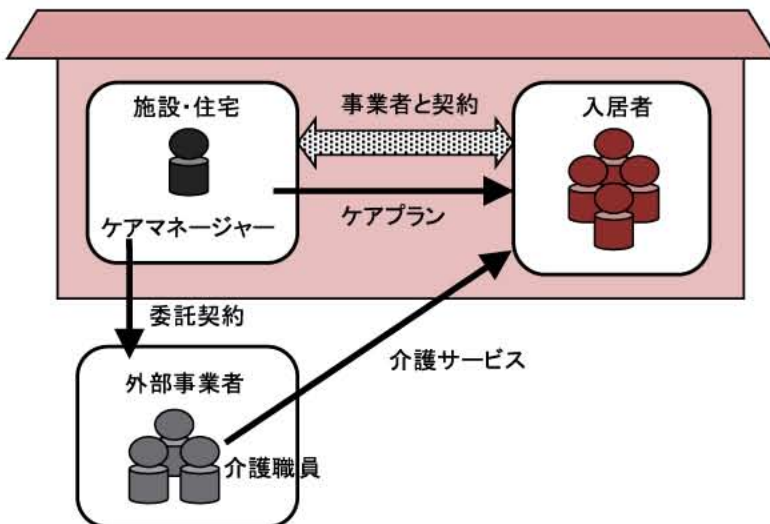 施設・住宅
事業者と契約
入居者
ケアマネージャー
ケアプラン
委託契約
外部事業者
介護サービス
介護職員